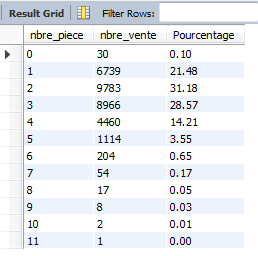 Result Grid Filter Rows:
nbre_piece nbre_vente Pourcentage
0 30 0.10
1 6739 21.48
2 9783 31.18
3 8966 28.57
4 4460 14.21
5 1114 3.55
6 204 0.65
7 54 0.17
8 17 0.05
9 8 0.03
10 2 0.01
11 1 0.00